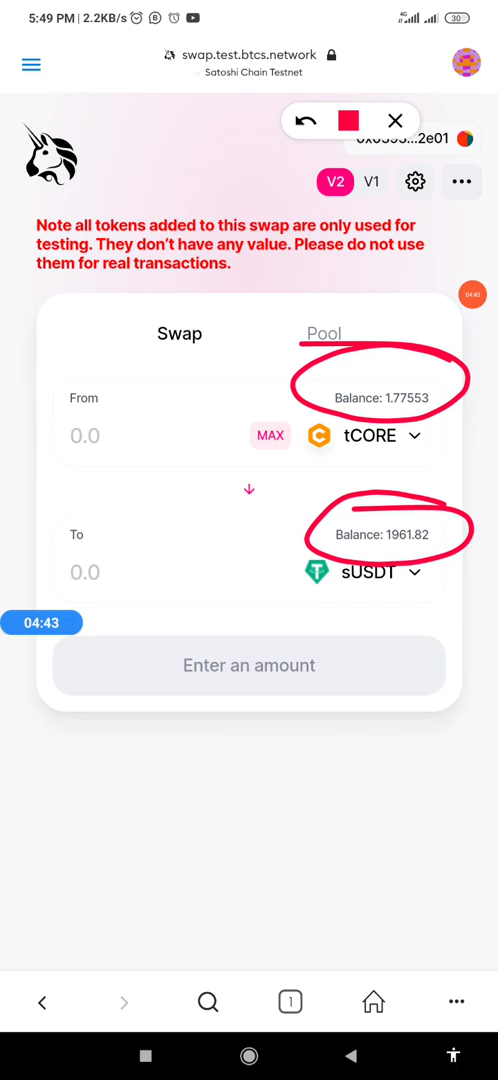 5:49 PM | 2.2KB/s
4G
30
swap.test.btcs.network
Satoshi Chain Testnet
2e01
V2 V1
Note all tokens added to this swap are only used for
testing. They don't have any value. Please do not use
them for real transactions.
04:43
Swap Pool
From Balance: 1.77553
0.0 MAX tCORE
To Balance: 1961.82
0.0 sUSDT
04:43
Enter an amount
1